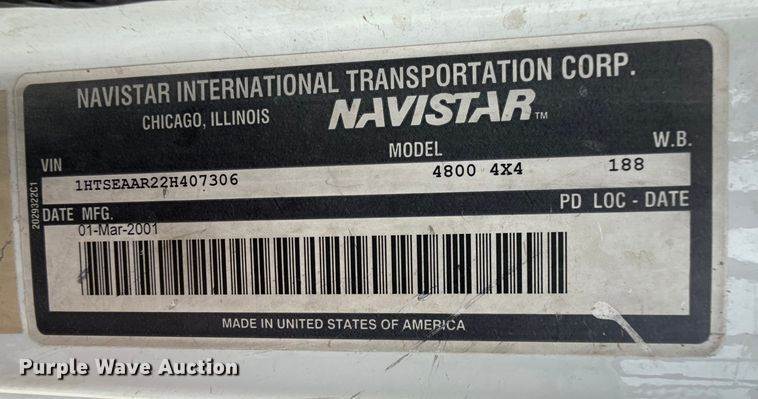 NAVISTAR INTERNATIONAL TRANSPORTATION CORP.
CHICAGO, ILLINOIS NAVISTAR™
VIN MODEL W.B.
1HTSEAAR22H407306 4800 4X4 188
DATE MFG. PD LOC - DATE
01-Mar-2001
2029322C1
MADE IN UNITED STATES OF AMERICA
Purple Wave Auction